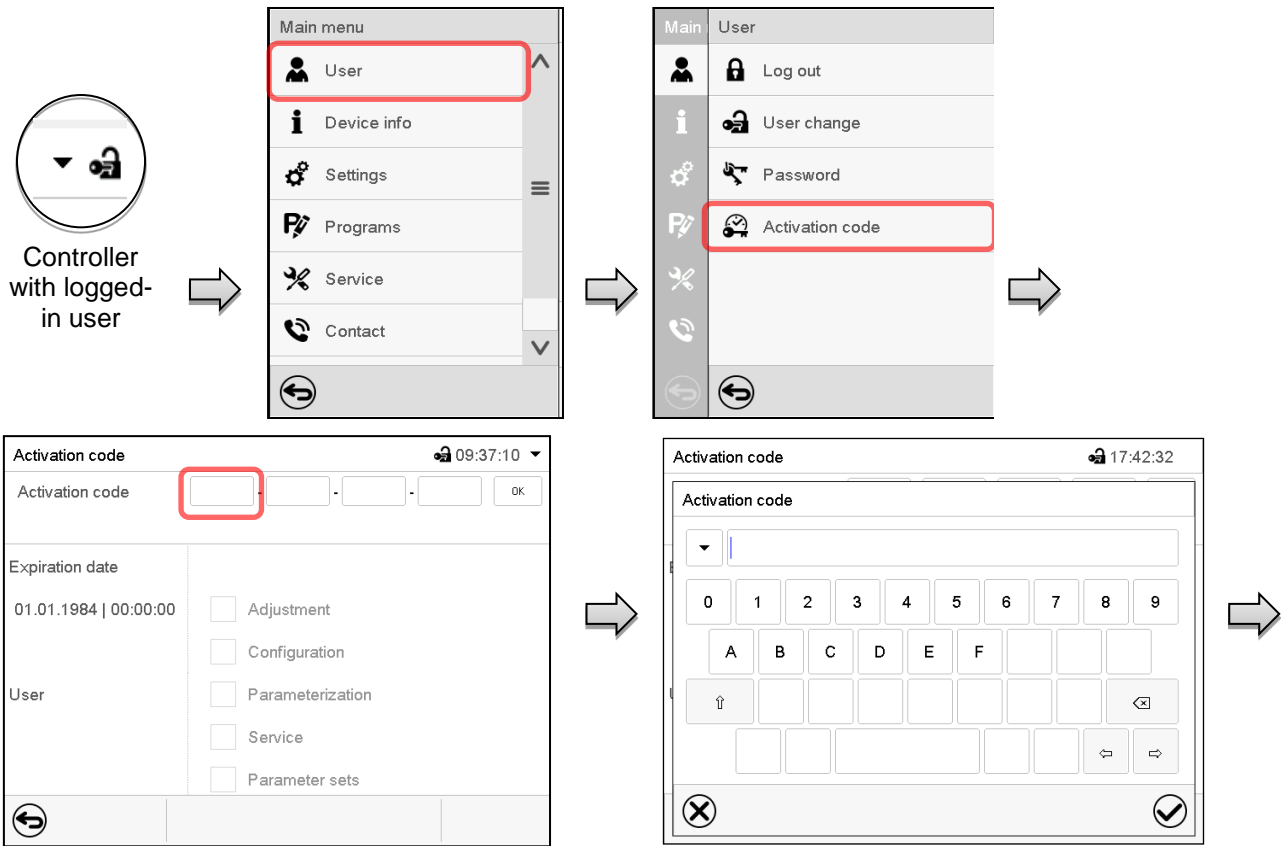 Controller
with logged-
in user
Main menu
User
Device info
Settings
Programs
Service
Contact
Main
User
Log out
User change
Password
Activation code
Activation code 09:37:10
Activation code - - - OK
Expiration date
01.01.1984 | 00:00:00
Adjustment
Configuration
User
Parameterization
Service
Parameter sets
Activation code 17:42:32
Activation code
0 1 2 3 4 5 6 7 8 9
A B C D E F